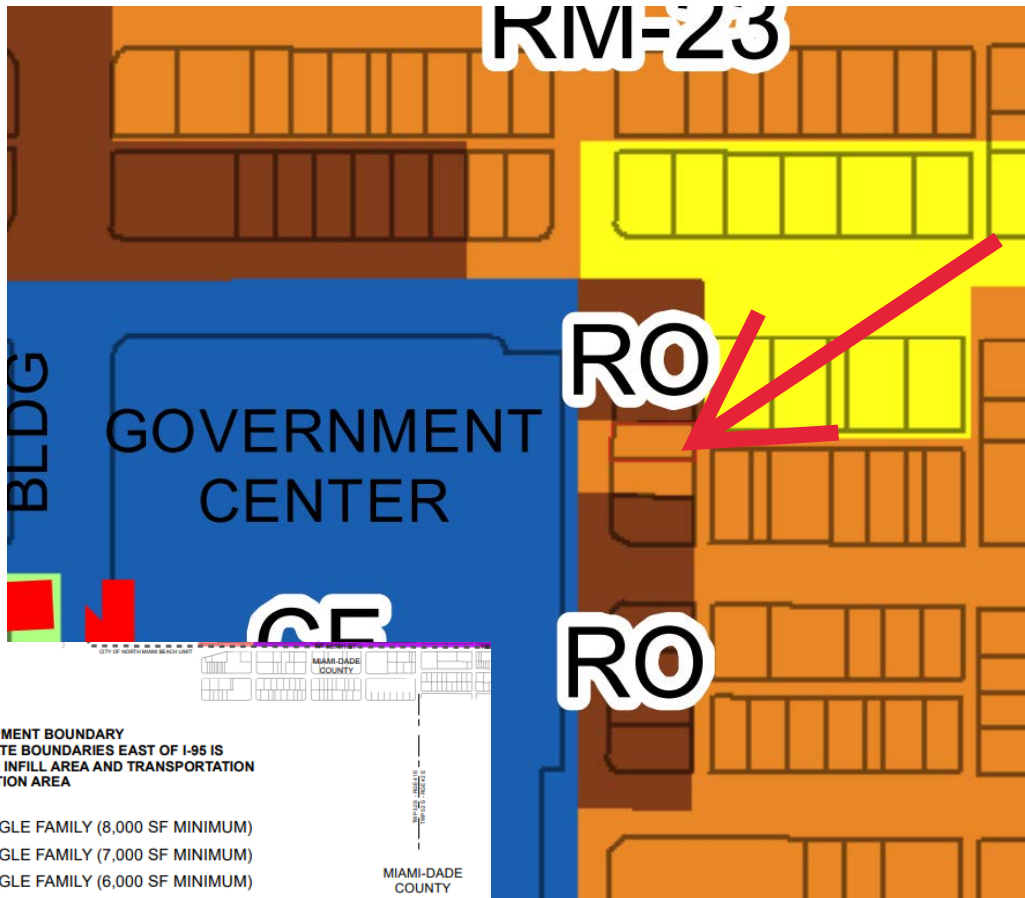 RM-23
RO
BLDG
GOVERNMENT
CENTER
CF
RO
CITY OF NORTH MIAMI BEACH LIMIT
MIAMI-DADE
COUNTY
PMENT BOUNDARY
TE BOUNDARIES EAST OF I-95 IS
INFILL AREA AND TRANSPORTATION
TION AREA
GLE FAMILY (8,000 SF MINIMUM)
GLE FAMILY (7,000 SF MINIMUM)
GLE FAMILY (6,000 SF MINIMUM)
MIAMI-DADE
COUNTY